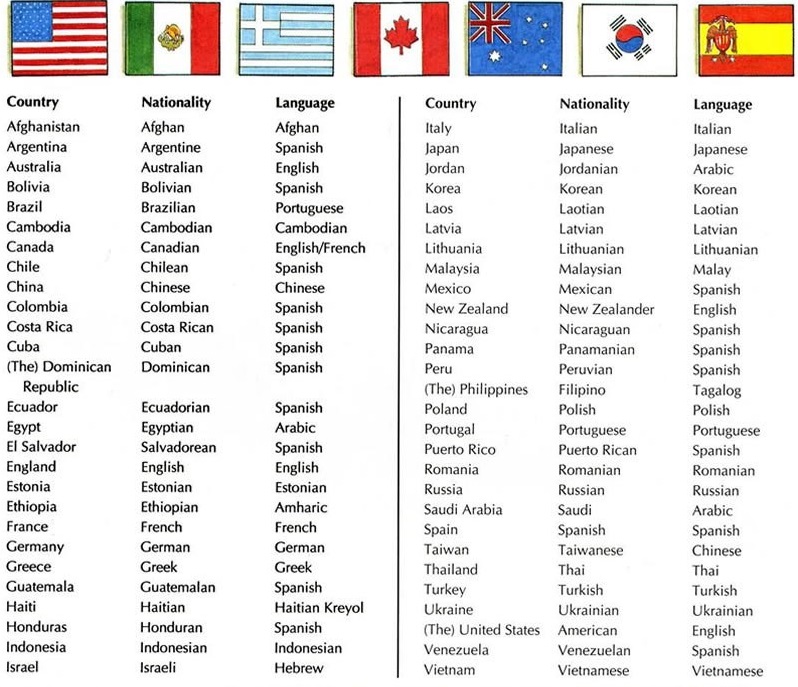 Country Nationality Language
Afghanistan Afghan Afghan
Argentina Argentine Spanish
Australia Australian English
Bolivia Bolivian Spanish
Brazil Brazilian Portuguese
Cambodia Cambodian Cambodian
Canada Canadian English/French
Chile Chilean Spanish
China Chinese Chinese
Colombia Colombian Spanish
Costa Rica Costa Rican Spanish
Cuba Cuban Spanish
(The) Dominican Dominican Spanish
Republic
Ecuador Ecuadorian Spanish
Egypt Egyptian Arabic
El Salvador Salvadorean Spanish
England English English
Estonia Estonian Estonian
Ethiopia Ethiopian Amharic
France French French
Germany German German
Greece Greek Greek
Guatemala Guatemalan Spanish
Haiti Haitian Haitian Kreyol
Honduras Honduran Spanish
Indonesia Indonesian Indonesian
Israel Israeli Hebrew
Country Nationality Language
Italy Italian Italian
Japan Japanese Japanese
Jordan Jordanian Arabic
Korea Korean Korean
Laos Laotian Laotian
Latvia Latvian Latvian
Lithuania Lithuanian Lithuanian
Malaysia Malaysian Malay
Mexico Mexican Spanish
New Zealand New Zealander English
Nicaragua Nicaraguan Spanish
Panama Panamanian Spanish
Peru Peruvian Spanish
(The) Philippines Filipino Tagalog
Poland Polish Polish
Portugal Portuguese Portuguese
Puerto Rico Puerto Rican Spanish
Romania Romanian Romanian
Russia Russian Russian
Saudi Arabia Saudi Arabic
Spain Spanish Spanish
Taiwan Taiwanese Chinese
Thailand Thai Thai
Turkey Turkish Turkish
Ukraine Ukrainian Ukrainian
(The) United States American English
Venezuela Venezuelan Spanish
Vietnam Vietnamese Vietnamese